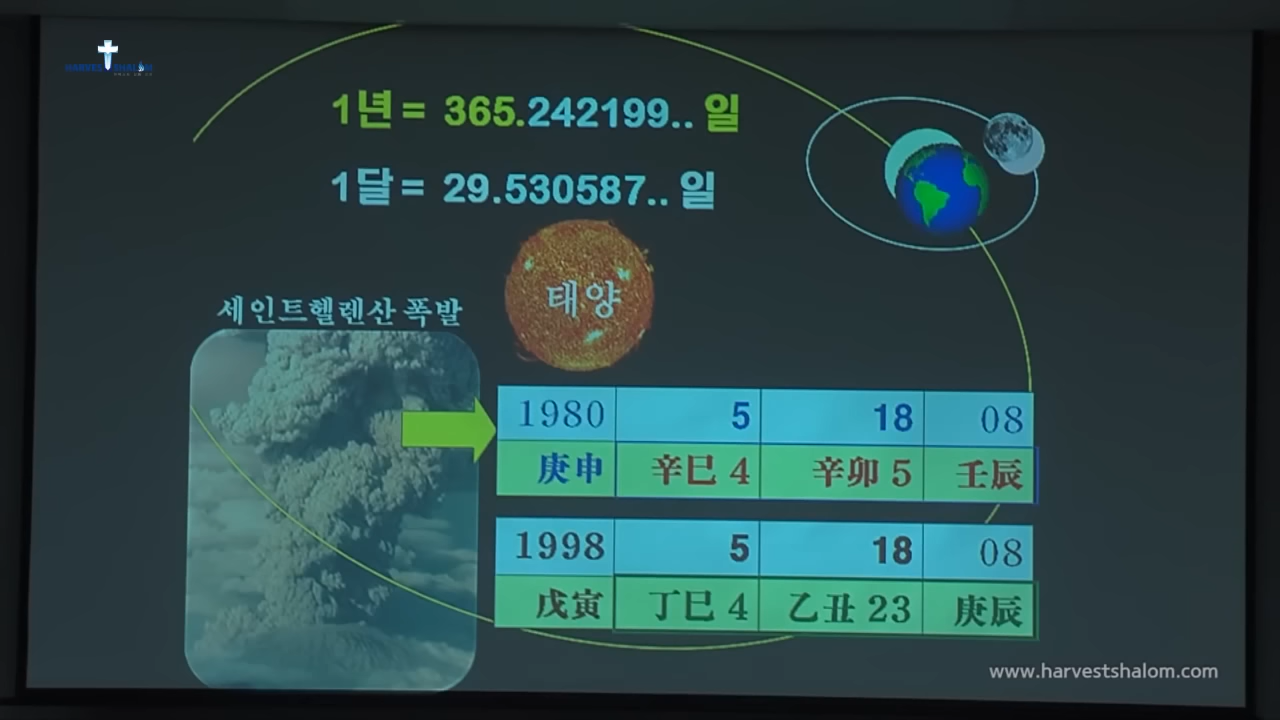 HARVEST SHALOM
1년 = 365.242199.. 일
1달 = 29.530587.. 일
태양
세인트헬렌산 폭발
1980 5 18 08
庚申 辛巳 4 辛卯 5 壬辰
1998 5 18 08
戊寅 丁巳 4 乙丑 23 庚辰
www.harvestshalom.com